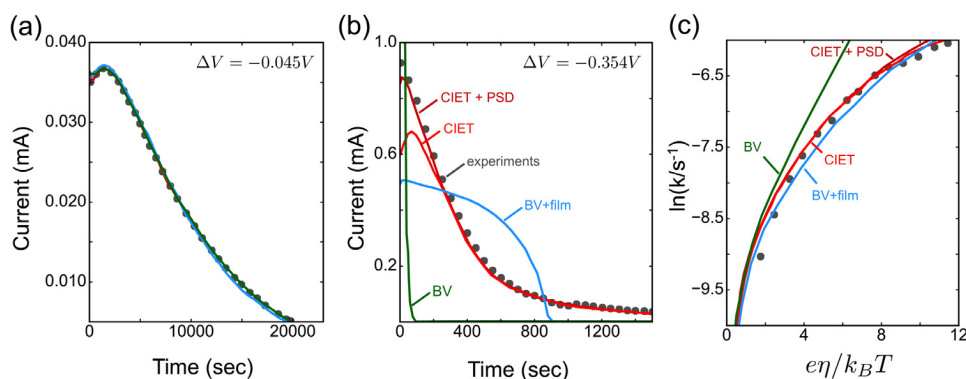 (a)
ΔV = −0.045V
0.040
0.030
0.020
0.010
0
10000
20000
Current (mA)
Time (sec)
(b)
ΔV = −0.354V
1.0
0.6
0.2
0
400
800
1200
Current (mA)
Time (sec)
CIET + PSD
CIET
experiments
BV+film
BV
(c)
CIET + PSD
BV
CIET
BV+film
−6.5
−7.5
−8.5
−9.5
4
8
12
ln(k/s⁻¹)
eη/k_BT